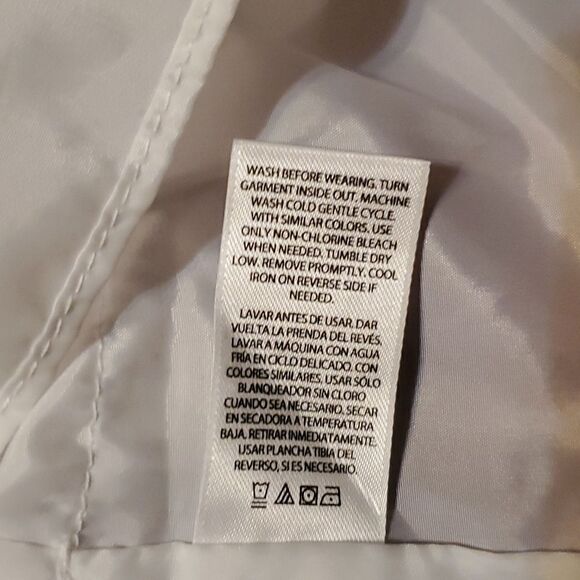 WASH BEFORE WEARING. TURN
GARMENT INSIDE OUT. MACHINE
WASH COLD GENTLE CYCLE.
WITH SIMILAR COLORS. USE
ONLY NON-CHLORINE BLEACH
WHEN NEEDED. TUMBLE DRY
LOW. REMOVE PROMPTLY. COOL
IRON ON REVERSE SIDE IF
NEEDED.
LAVAR ANTES DE USAR. DAR
VUELTA LA PRENDA DEL REVÉS.
LAVAR A MÁQUINA CON AGUA
FRÍA EN CICLO DELICADO. CON
COLORES SIMILARES. USAR SÓLO
BLANQUEADOR SIN CLORO
CUANDO SEA NECESARIO. SECAR
EN SECADORA A TEMPERATURA
BAJA. RETIRAR INMEDIATAMENTE.
USAR PLANCHA TIBIA DEL
REVERSO, SI ES NECESARIO.